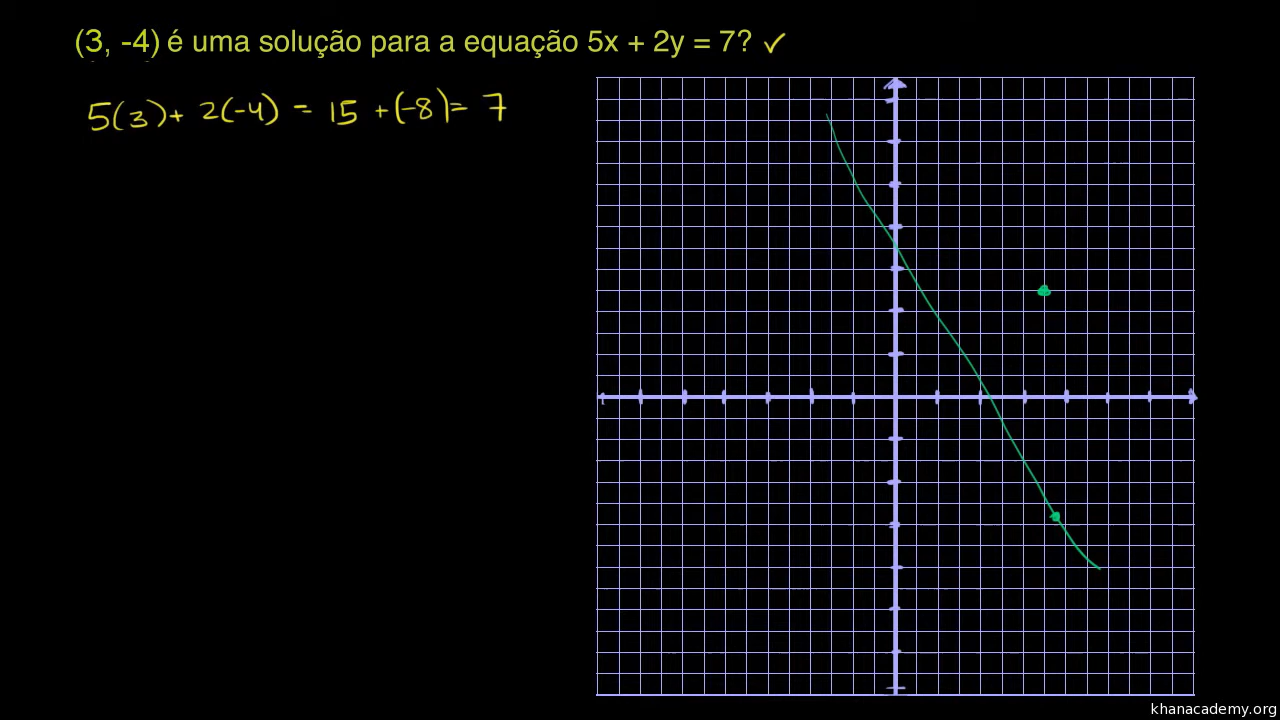 (3, -4) é uma solução para a equação 5x + 2y = 7? ✓
5(3)+ 2(-4) = 15 +(-8)= 7
khanacademy.org